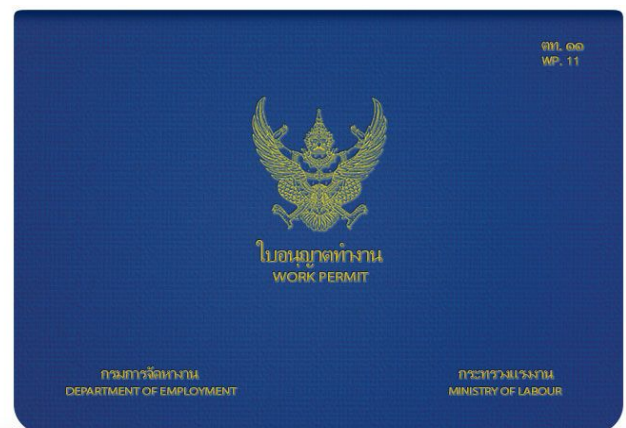 ตท. ๑๑
WP. 11
ใบอนุญาตทำงาน
WORK PERMIT
กรมการจัดหางาน
DEPARTMENT OF EMPLOYMENT
กระทรวงแรงงาน
MINISTRY OF LABOUR